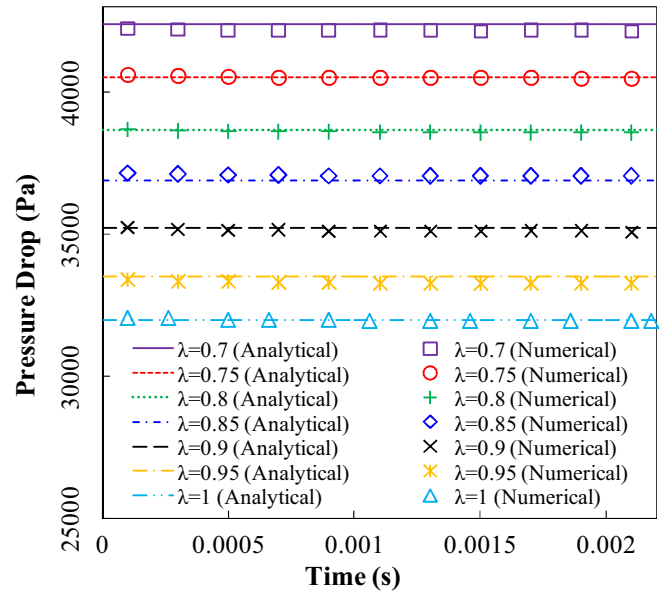 Pressure Drop (Pa)
40000
35000
30000
25000
λ=0.7 (Analytical) λ=0.7 (Numerical)
λ=0.75 (Analytical) λ=0.75 (Numerical)
λ=0.8 (Analytical) λ=0.8 (Numerical)
λ=0.85 (Analytical) λ=0.85 (Numerical)
λ=0.9 (Analytical) λ=0.9 (Numerical)
λ=0.95 (Analytical) λ=0.95 (Numerical)
λ=1 (Analytical) λ=1 (Numerical)
0 0.0005 0.001 0.0015 0.002
Time (s)